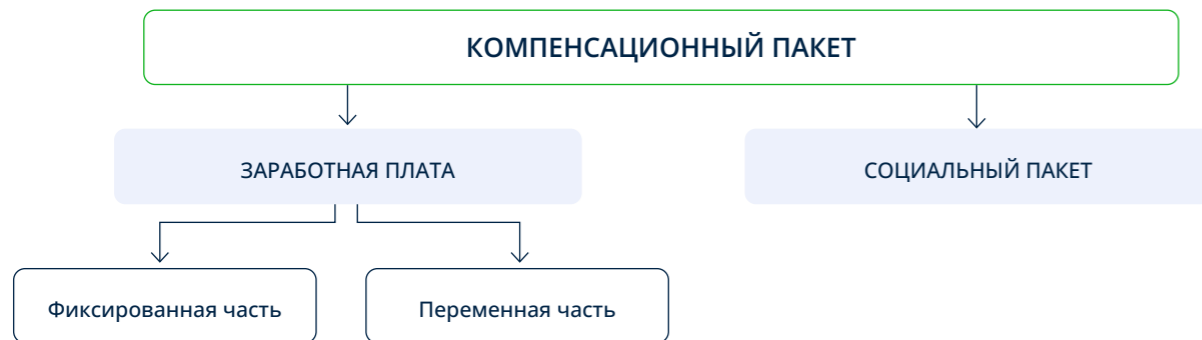 КОМПЕНСАЦИОННЫЙ ПАКЕТ
ЗАРАБОТНАЯ ПЛАТА
СОЦИАЛЬНЫЙ ПАКЕТ
Фиксированная часть
Переменная часть